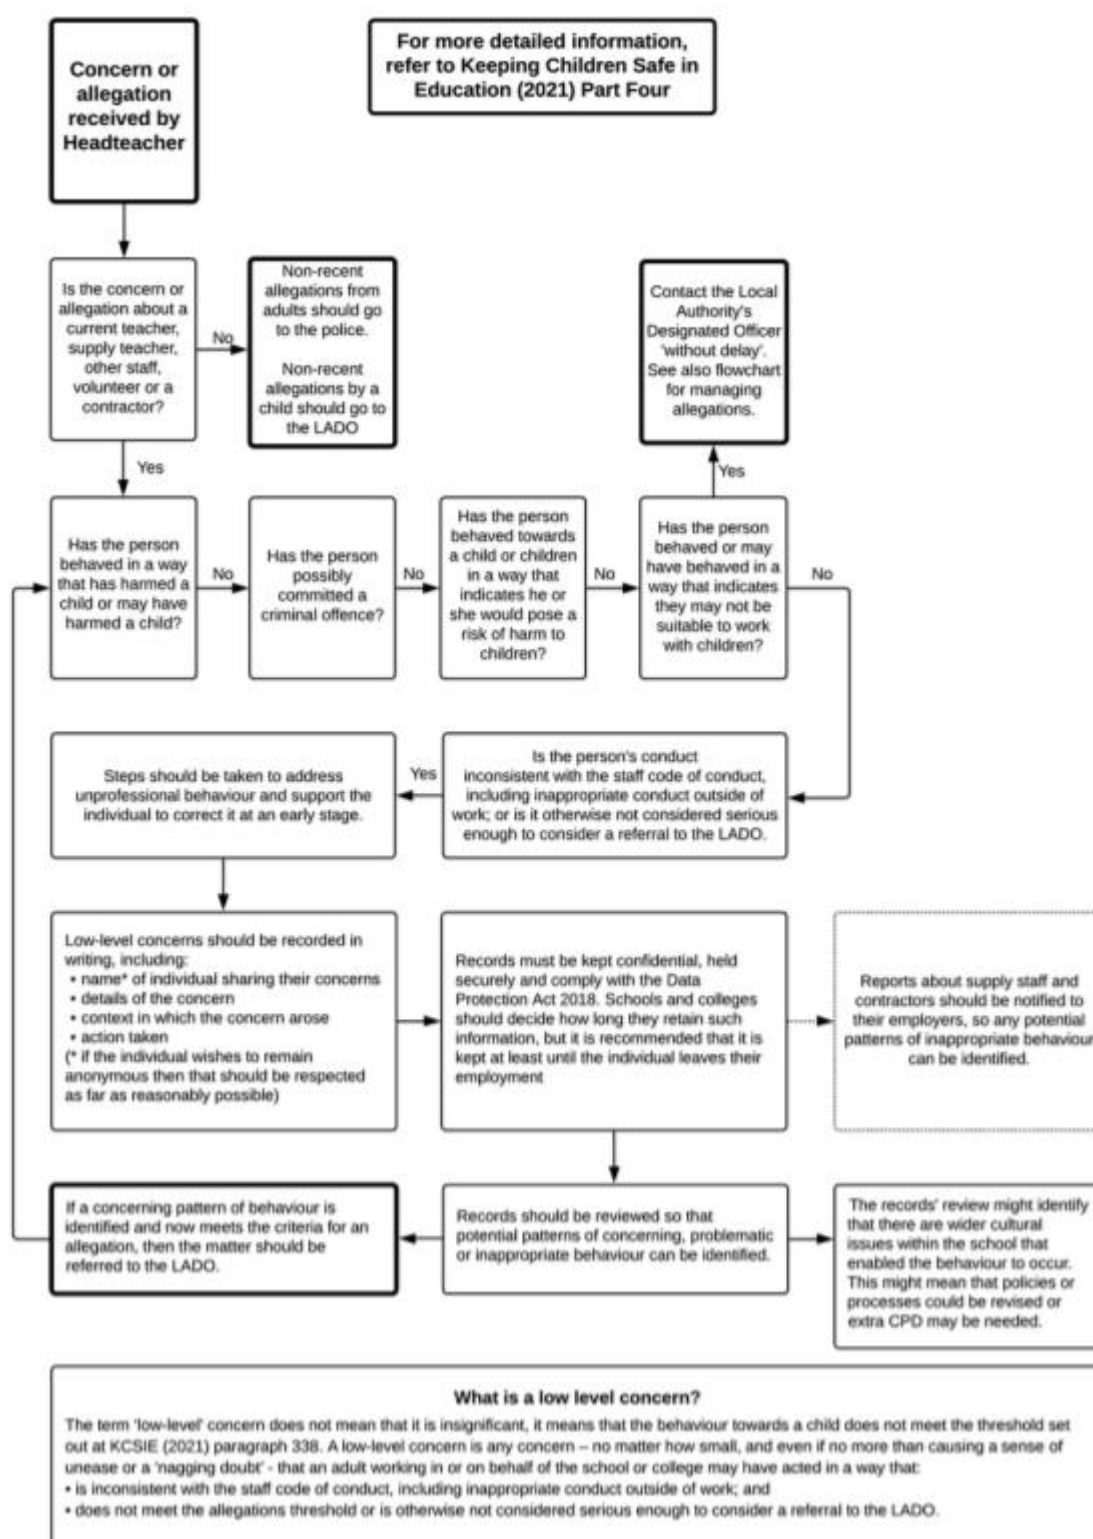 Concern or
allegation
received by
Headteacher
For more detailed information,
refer to Keeping Children Safe in
Education (2021) Part Four
Is the concern or
allegation about a
current teacher,
supply teacher,
other staff,
volunteer or a
contractor?
No
Non-recent
allegations from
adults should go
to the police.
Non-recent
allegations by a
child should go to
the LADO
Contact the Local
Authority's
Designated Officer
'without delay'.
See also flowchart
for managing
allegations.
Yes
Yes
Has the person
behaved in a way
that has harmed a
child or may have
harmed a child?
No
Has the person
possibly
committed a
criminal offence?
No
Has the person
behaved towards
a child or children
in a way that
indicates he or
she would pose a
risk of harm to
children?
No
Has the person
behaved or may
have behaved in a
way that indicates
they may not be
suitable to work
with children?
No
Steps should be taken to address
unprofessional behaviour and support the
individual to correct it at an early stage.
Yes
Is the person's conduct
inconsistent with the staff code of conduct,
including inappropriate conduct outside of
work; or is it otherwise not considered serious
enough to consider a referral to the LADO.
Low-level concerns should be recorded in
writing, including:
• name* of individual sharing their concerns
• details of the concern
• context in which the concern arose
• action taken
(* if the individual wishes to remain
anonymous then that should be respected
as far as reasonably possible)
Records must be kept confidential, held
securely and comply with the Data
Protection Act 2018. Schools and colleges
should decide how long they retain such
information, but it is recommended that it is
kept at least until the individual leaves their
employment
Reports about supply staff and
contractors should be notified to
their employers, so any potential
patterns of inappropriate behaviour
can be identified.
If a concerning pattern of behaviour is
identified and now meets the criteria for an
allegation, then the matter should be
referred to the LADO.
Records should be reviewed so that
potential patterns of concerning, problematic
or inappropriate behaviour can be identified.
The records' review might identify
that there are wider cultural
issues within the school that
enabled the behaviour to occur.
This might mean that policies or
processes could be revised or
extra CPD may be needed.
What is a low level concern?
The term 'low-level' concern does not mean that it is insignificant, it means that the behaviour towards a child does not meet the threshold set
out at KCSIE (2021) paragraph 338. A low-level concern is any concern – no matter how small, and even if no more than causing a sense of
unease or a 'nagging doubt' - that an adult working in or on behalf of the school or college may have acted in a way that:
• is inconsistent with the staff code of conduct, including inappropriate conduct outside of work; and
• does not meet the allegations threshold or is otherwise not considered serious enough to consider a referral to the LADO.